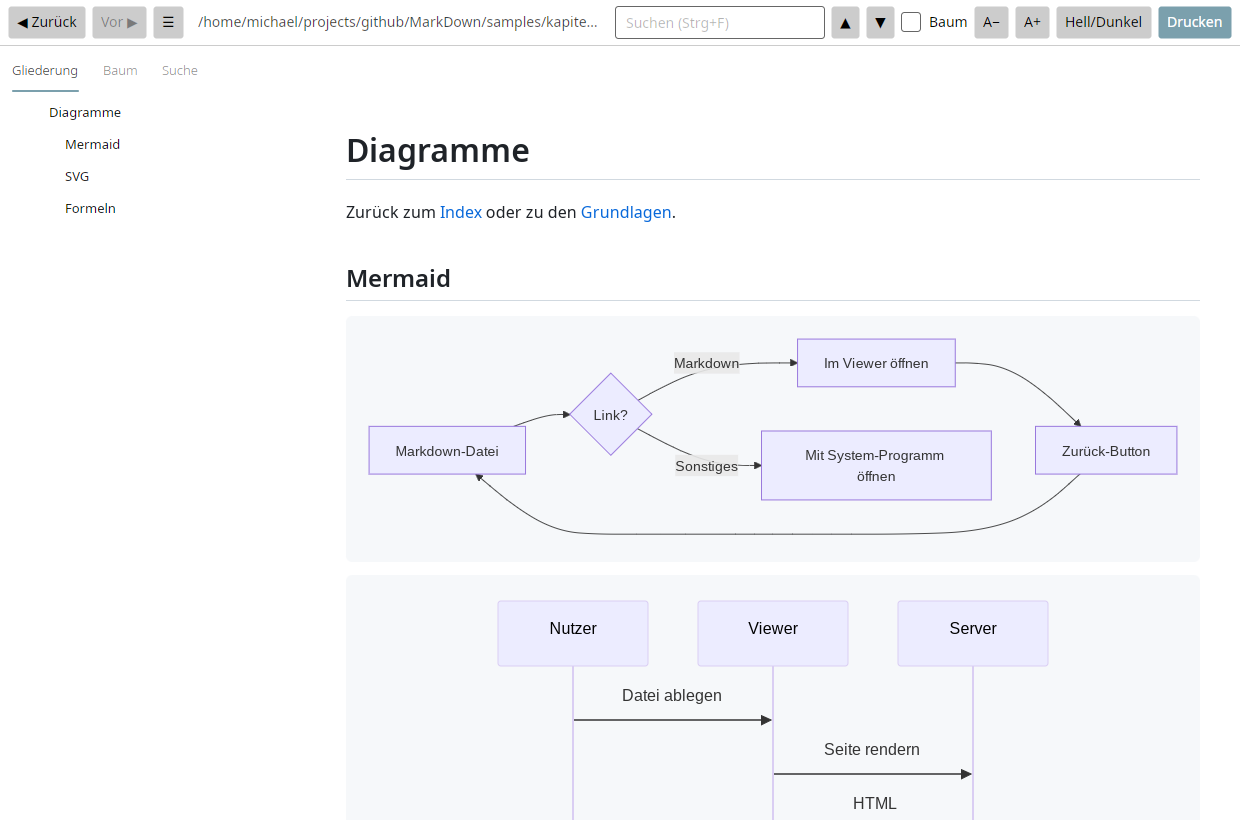 ◀ Zurück Vor ▶ ☰ /home/michael/projects/github/MarkDown/samples/kapite... Suchen (Strg+F) ▲ ▼ Baum A− A+ Hell/Dunkel Drucken
Gliederung Baum Suche
Diagramme
Mermaid
SVG
Formeln
Diagramme
Zurück zum Index oder zu den Grundlagen.
Mermaid
Markdown
Im Viewer öffnen
Link?
Markdown-Datei
Sonstiges
Mit System-Programm
öffnen
Zurück-Button
Nutzer Viewer Server
Datei ablegen
Seite rendern
HTML